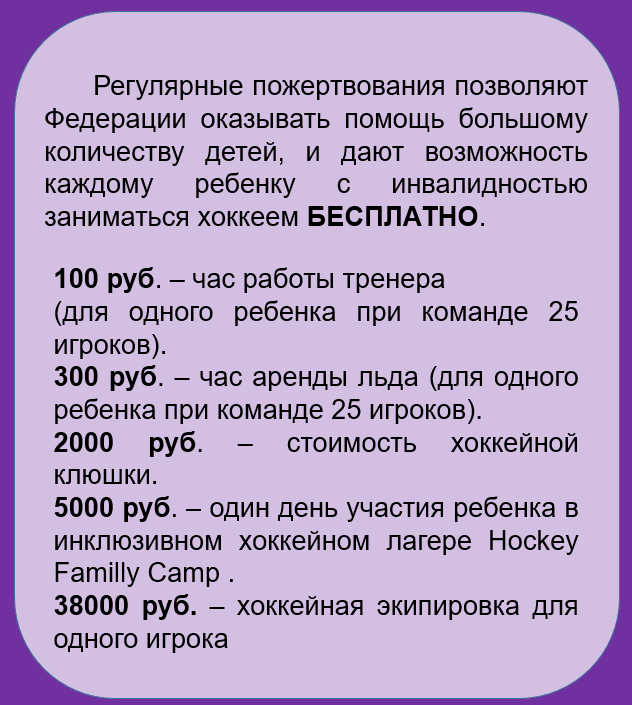 Регулярные пожертвования позволяют
Федерации оказывать помощь большому
количеству детей, и дают возможность
каждому ребенку с инвалидностью
заниматься хоккеем БЕСПЛАТНО.
100 руб. – час работы тренера
(для одного ребенка при команде 25
игроков).
300 руб. – час аренды льда (для одного
ребенка при команде 25 игроков).
2000 руб. – стоимость хоккейной
клюшки.
5000 руб. – один день участия ребенка в
инклюзивном хоккейном лагере Hockey
Familly Camp .
38000 руб. – хоккейная экипировка для
одного игрока